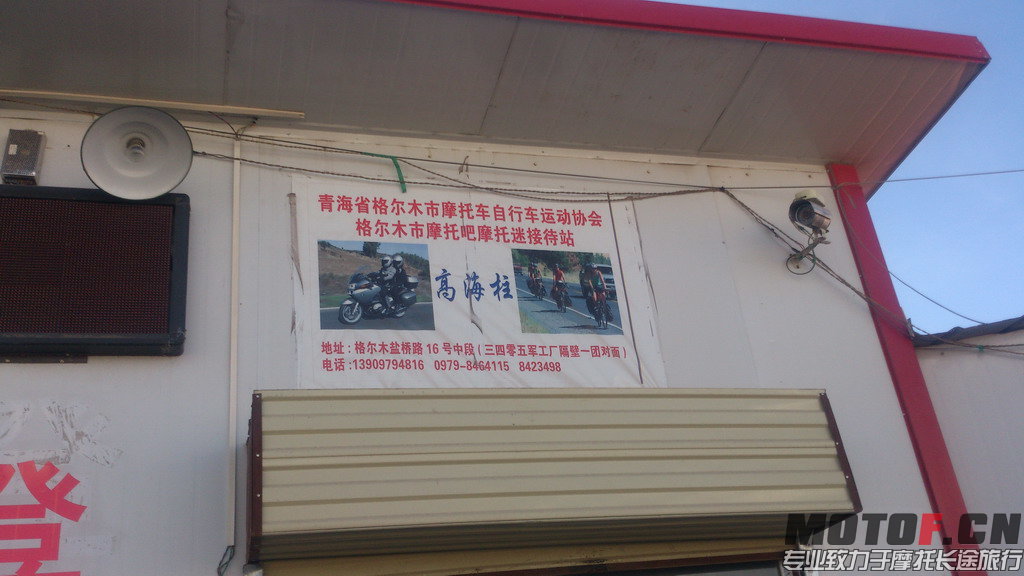 青海省格尔木市摩托车自行车运动协会
格尔木市摩托吧摩托迷接待站
高海柱
地址：格尔木盐桥路16号中段（三四零五军工厂隔壁一团对面）
电话：13909794816 0979-8464115 8423498
登
MOTOF.CN
专业致力于摩托长途旅行